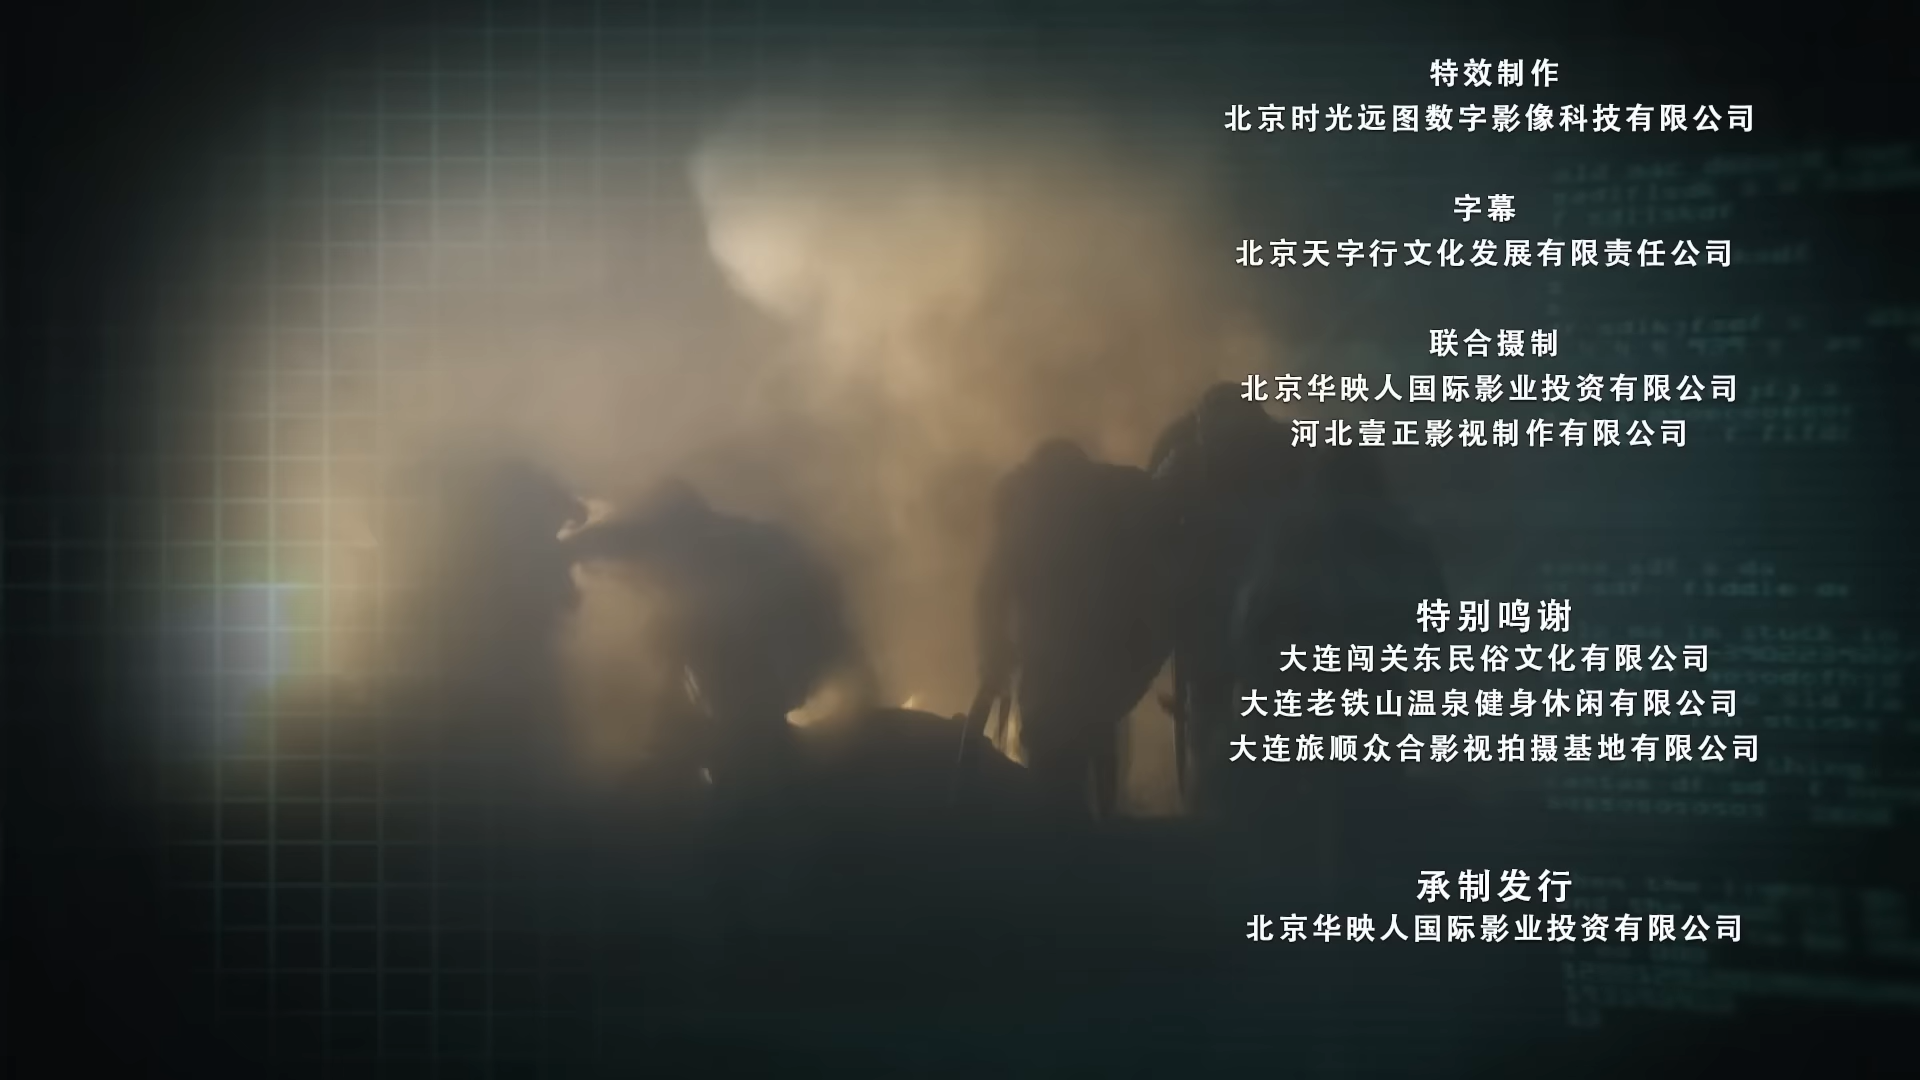 特效制作
北京时光远图数字影像科技有限公司
字幕
北京天字行文化发展有限责任公司
联合摄制
北京华映人国际影业投资有限公司
河北壹正影视制作有限公司
特别鸣谢
大连闯关东民俗文化有限公司
大连老铁山温泉健身休闲有限公司
大连旅顺众合影视拍摄基地有限公司
承制发行
北京华映人国际影业投资有限公司